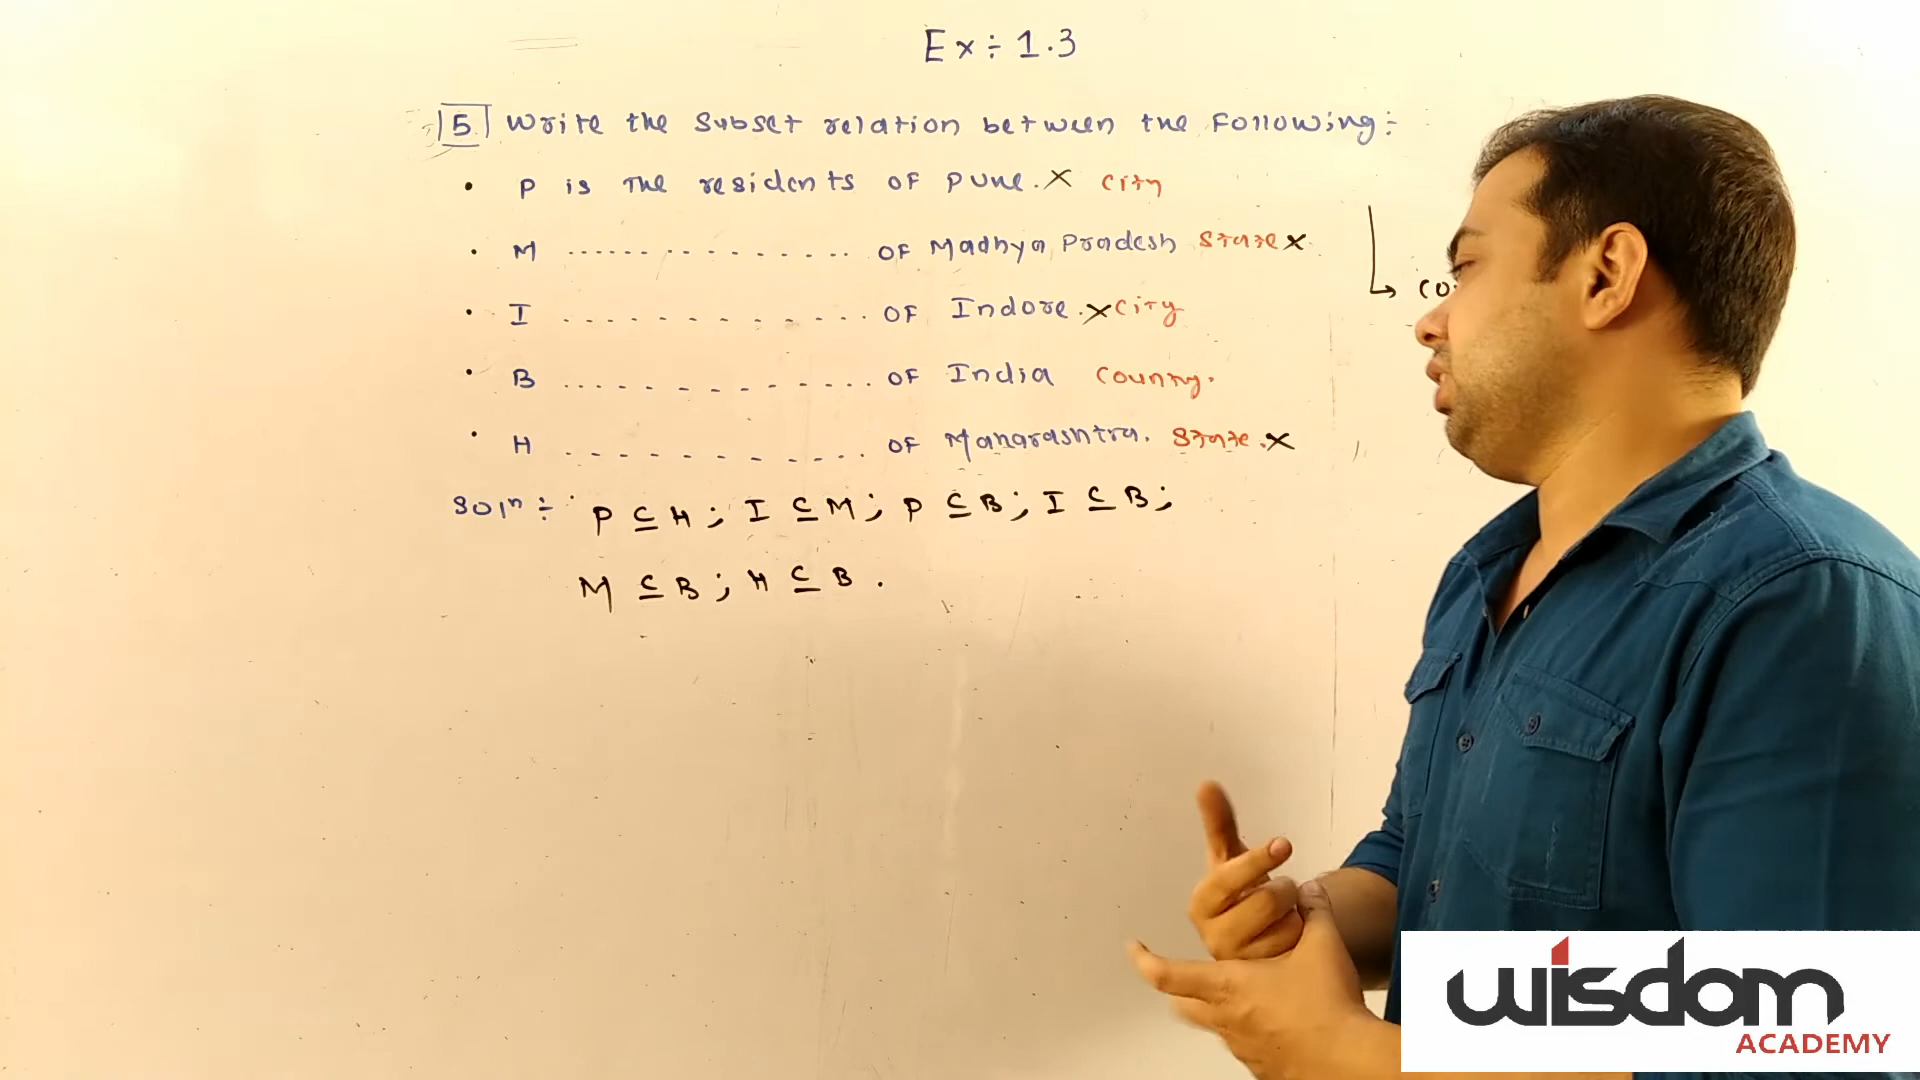 Ex ÷ 1.3
5 Write the subset relation between the Following :-
• P is the residents of Pune. × City
• M .............. of Madhya Pradesh State ×
• I ............. of Indore. × City
• B ............. of India Country.
• H ............. of Maharashtra. State. ×
Solⁿ ÷ P ⊆ H ; I ⊆ M ; P ⊆ B ; I ⊆ B ;
M ⊆ B ; H ⊆ B .
wisdom
ACADEMY